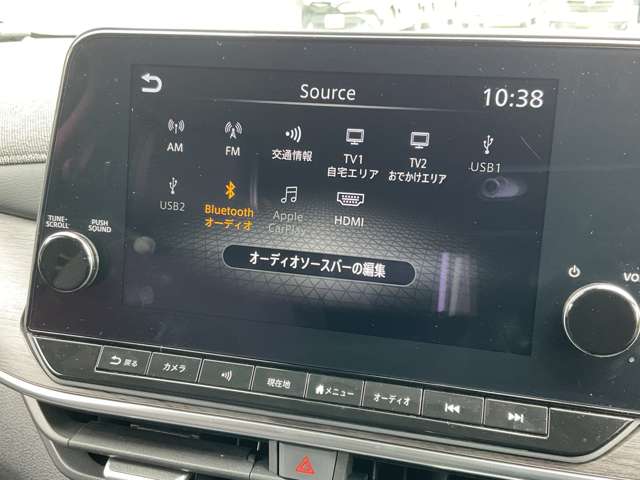 Source
10:38
AM
FM
交通情報
TV1
自宅エリア
TV2
おでかけエリア
USB1
USB2
Bluetooth
オーディオ
Apple
CarPlay
HDMI
オーディオソースバーの編集
TUNE·
SCROLL
PUSH
SOUND
VO
戻る
カメラ
現在地
メニュー
オーディオ